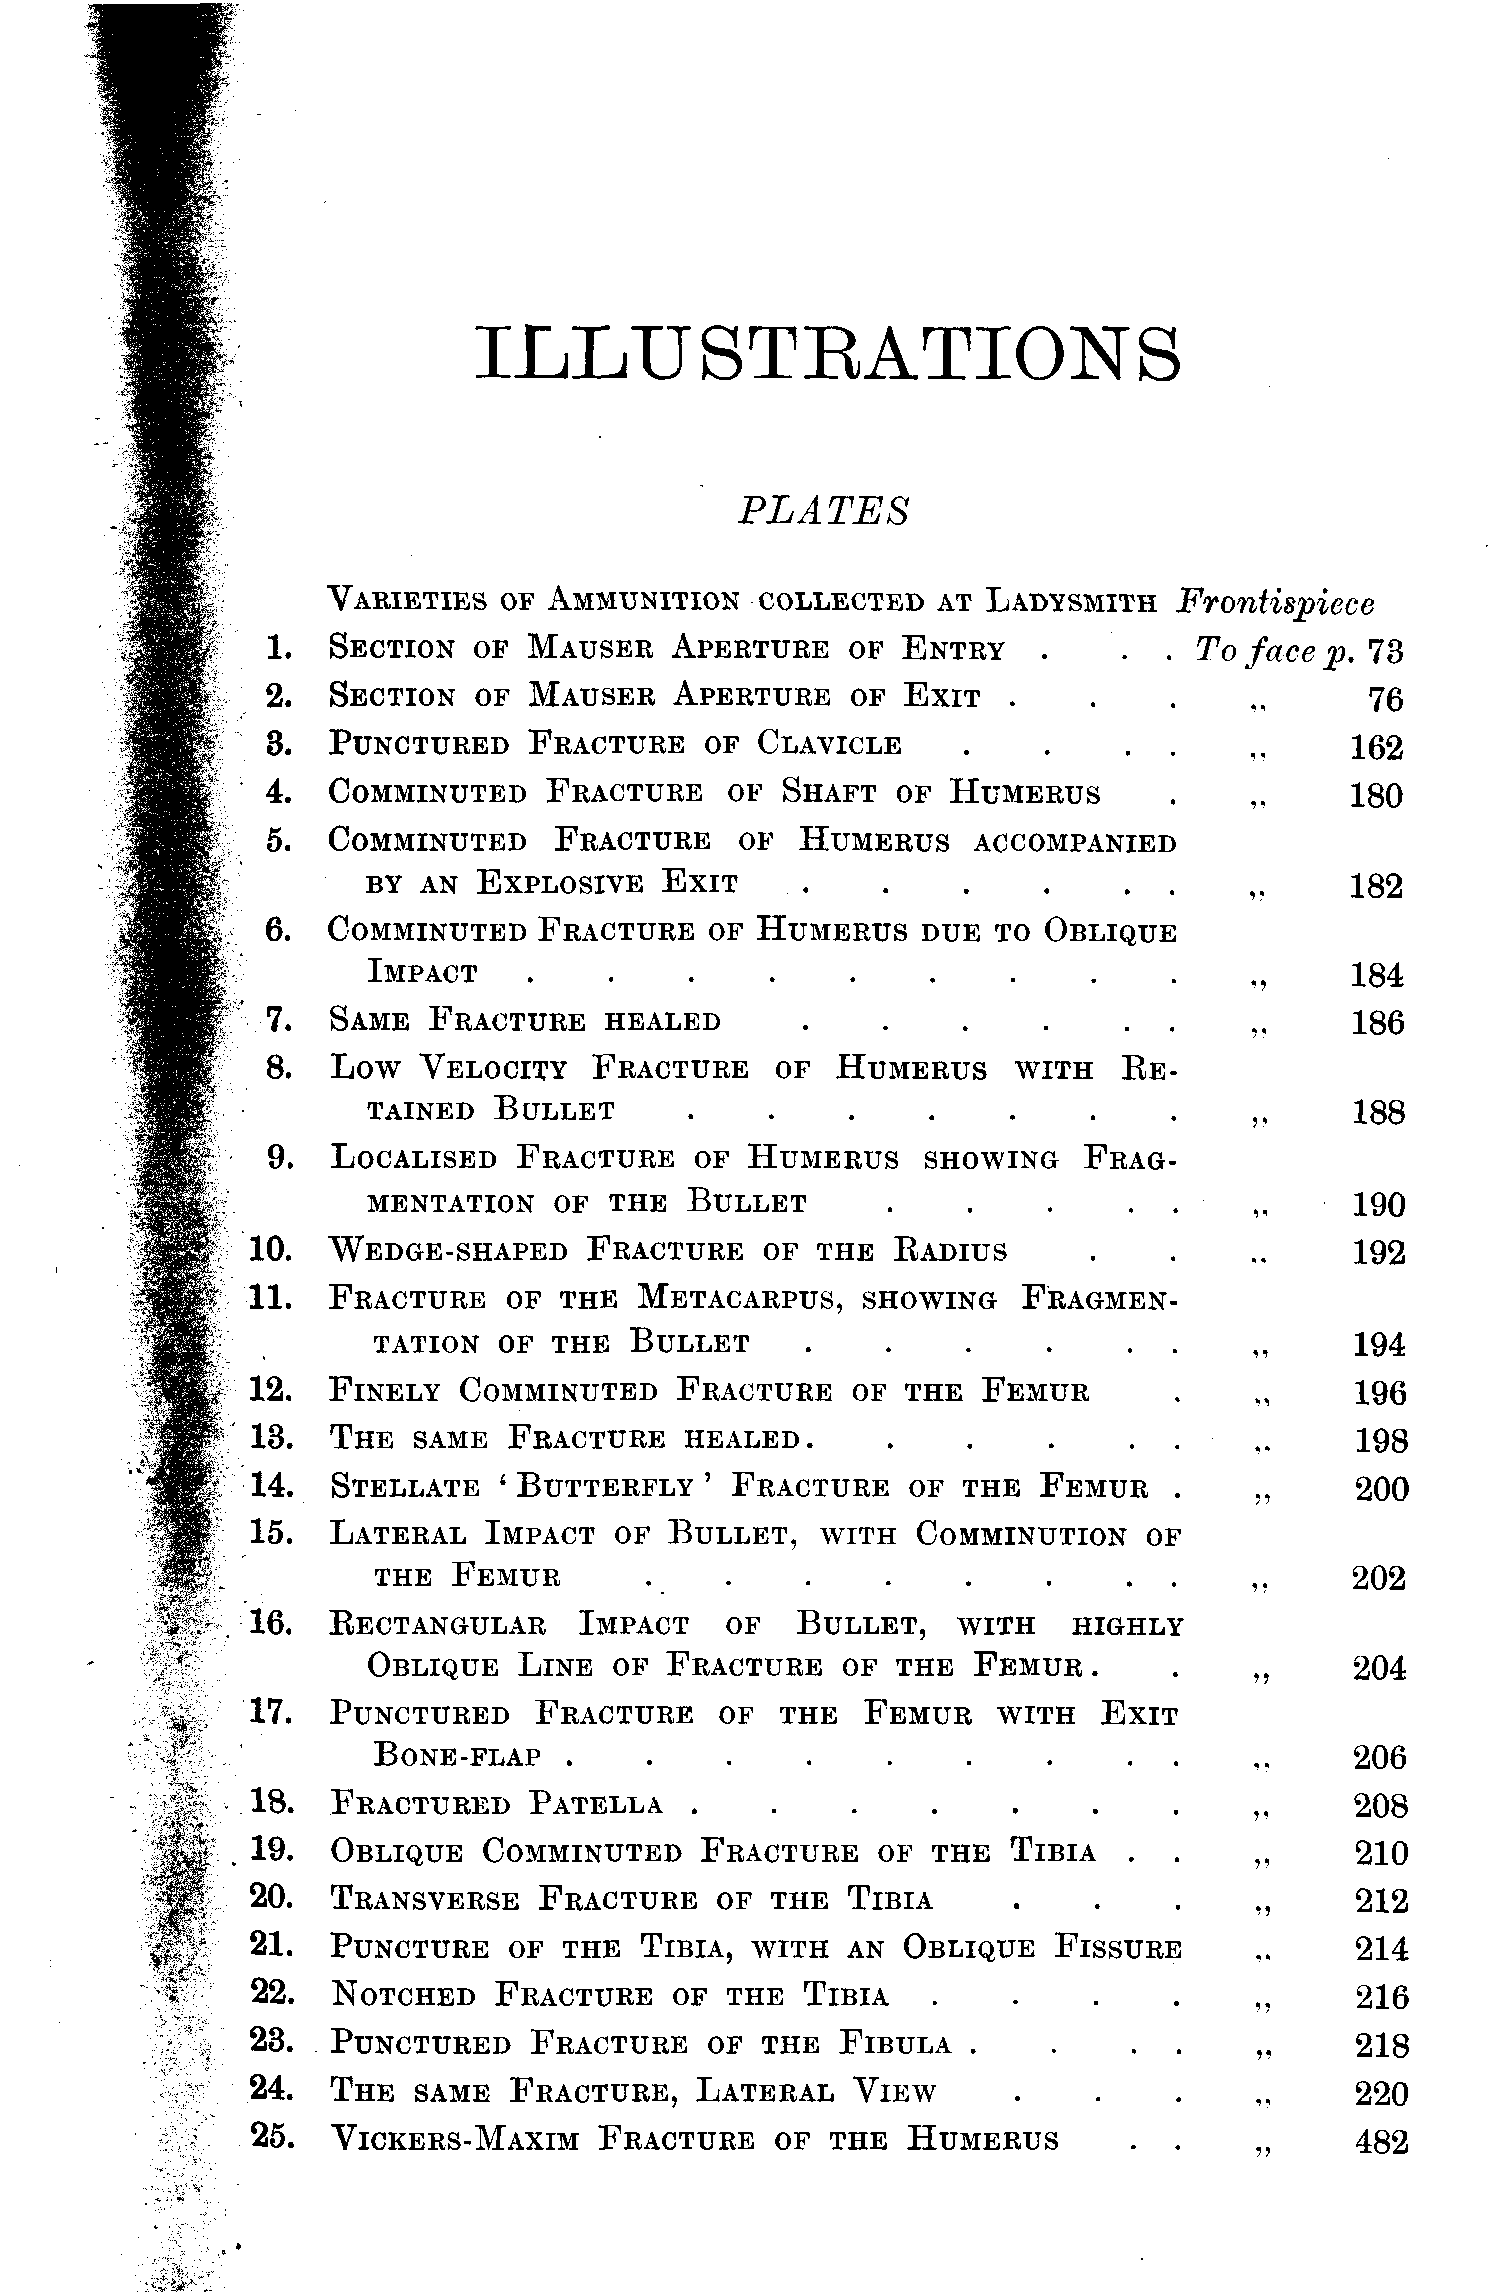 ILLUSTRATIONS
PLATES
Varieties of Ammunition collected at Ladysmith Frontispiece
1. Section of Mauser Aperture of Entry . . . To face p. 73
2. Section of Mauser Aperture of Exit . . . ,, 76
3. Punctured Fracture of Clavicle . . . . ,, 162
4. Comminuted Fracture of Shaft of Humerus . ,, 180
5. Comminuted Fracture of Humerus accompanied
by an Explosive Exit . . . . . . ,, 182
6. Comminuted Fracture of Humerus due to Oblique
Impact . . . . . . . . . ,, 184
7. Same Fracture healed . . . . . . ,, 186
8. Low Velocity Fracture of Humerus with Re-
tained Bullet . . . . . . . ,, 188
9. Localised Fracture of Humerus showing Frag-
mentation of the Bullet . . . . . ,, 190
10. Wedge-shaped Fracture of the Radius . . ,, 192
11. Fracture of the Metacarpus, showing Fragmen-
tation of the Bullet . . . . . . ,, 194
12. Finely Comminuted Fracture of the Femur . ,, 196
13. The same Fracture healed . . . . . . ,, 198
14. Stellate ‘Butterfly’ Fracture of the Femur . ,, 200
15. Lateral Impact of Bullet, with Comminution of
the Femur . . . . . . . . ,, 202
16. Rectangular Impact of Bullet, with highly
Oblique Line of Fracture of the Femur . . ,, 204
17. Punctured Fracture of the Femur with Exit
Bone-flap . . . . . . . . . ,, 206
18. Fractured Patella . . . . . . . ,, 208
19. Oblique Comminuted Fracture of the Tibia . . ,, 210
20. Transverse Fracture of the Tibia . . . ,, 212
21. Puncture of the Tibia, with an Oblique Fissure ,, 214
22. Notched Fracture of the Tibia . . . . ,, 216
23. Punctured Fracture of the Fibula . . . . ,, 218
24. The same Fracture, Lateral View . . . ,, 220
25. Vickers-Maxim Fracture of the Humerus . . ,, 482